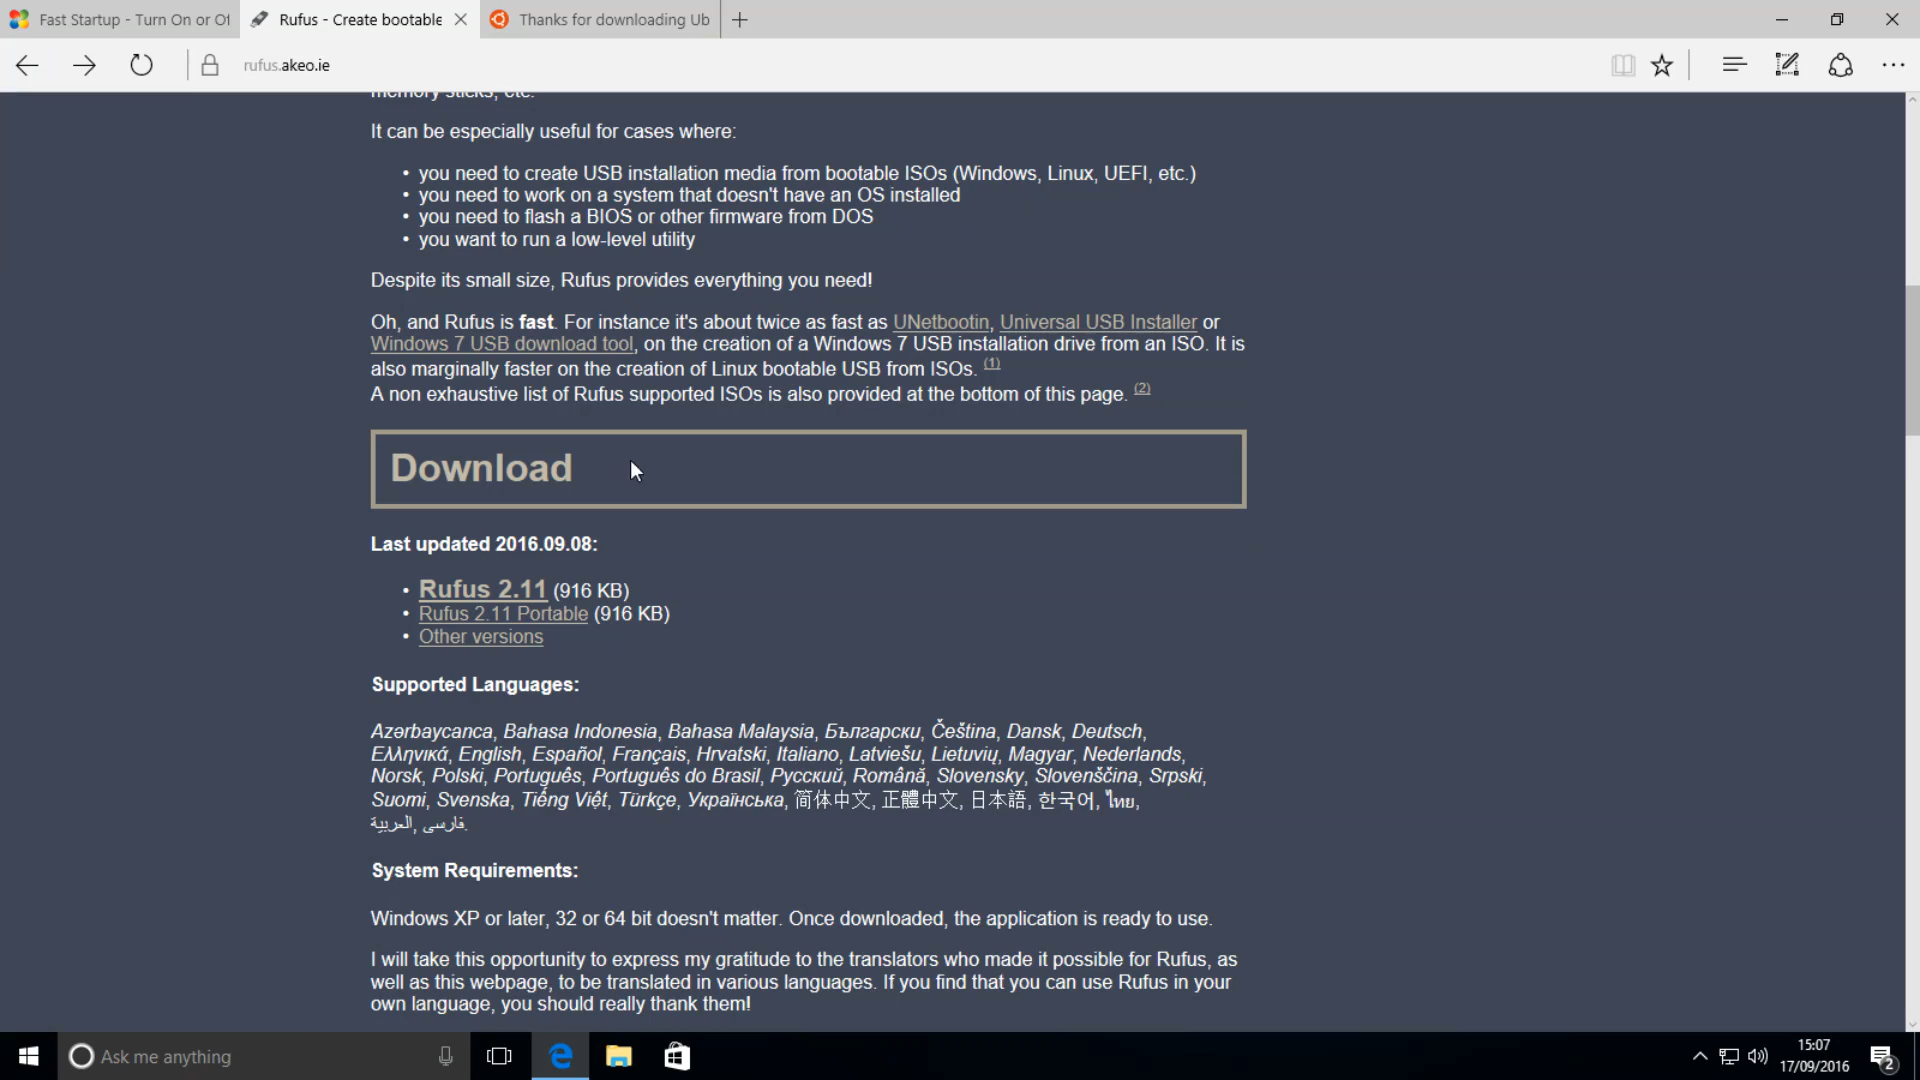 Fast Startup - Turn On or Of
Rufus - Create bootable
Thanks for downloading Ub
rufus.akeo.ie
memory sticks, etc.
It can be especially useful for cases where:
• you need to create USB installation media from bootable ISOs (Windows, Linux, UEFI, etc.)
• you need to work on a system that doesn't have an OS installed
• you need to flash a BIOS or other firmware from DOS
• you want to run a low-level utility
Despite its small size, Rufus provides everything you need!
Oh, and Rufus is fast. For instance it's about twice as fast as UNetbootin, Universal USB Installer or
Windows 7 USB download tool, on the creation of a Windows 7 USB installation drive from an ISO. It is
also marginally faster on the creation of Linux bootable USB from ISOs. (1)
A non exhaustive list of Rufus supported ISOs is also provided at the bottom of this page. (2)
Download
Last updated 2016.09.08:
• Rufus 2.11 (916 KB)
• Rufus 2.11 Portable (916 KB)
• Other versions
Supported Languages:
Azərbaycanca, Bahasa Indonesia, Bahasa Malaysia, Български, Čeština, Dansk, Deutsch,
Ελληνικά, English, Español, Français, Hrvatski, Italiano, Latviešu, Lietuvių, Magyar, Nederlands,
Norsk, Polski, Português, Português do Brasil, Русский, Română, Slovensky, Slovenščina, Srpski,
Suomi, Svenska, Tiếng Việt, Türkçe, Українська, 简体中文, 正體中文, 日本語, 한국어, ไทย,
العربية, فارسی.
System Requirements:
Windows XP or later, 32 or 64 bit doesn't matter. Once downloaded, the application is ready to use.
I will take this opportunity to express my gratitude to the translators who made it possible for Rufus, as
well as this webpage, to be translated in various languages. If you find that you can use Rufus in your
own language, you should really thank them!
Ask me anything
15:07
17/09/2016
2